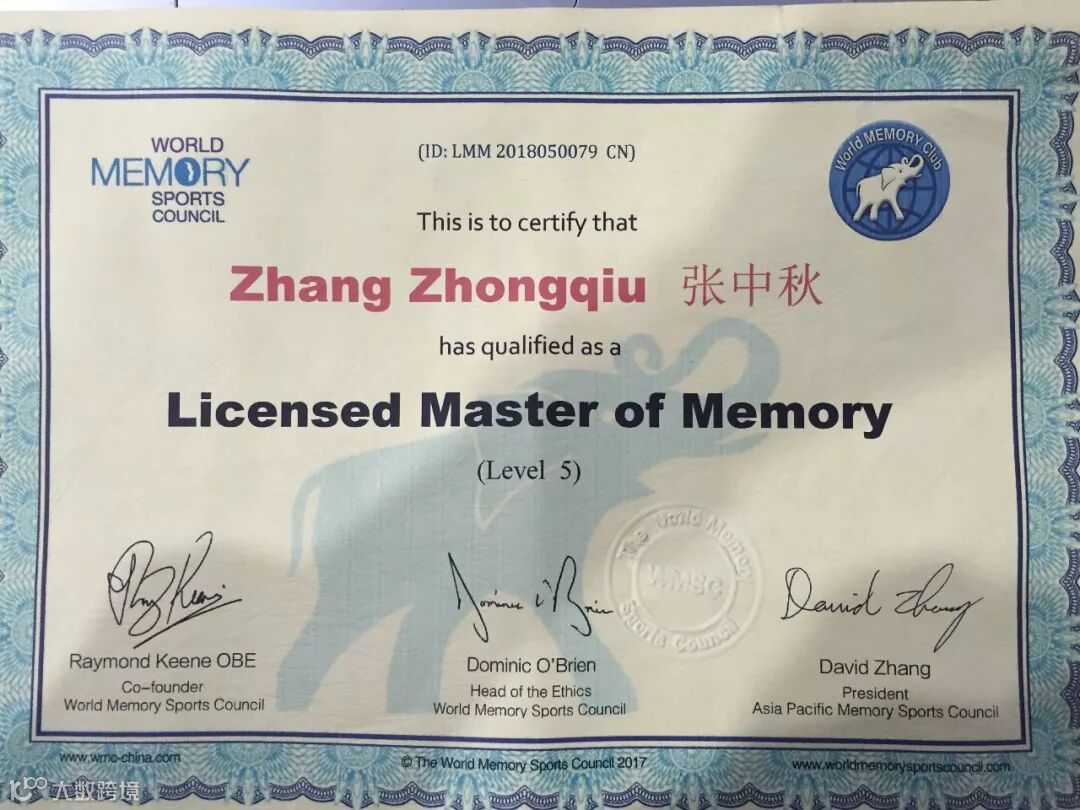 WORLD
MEMORY
SPORTS
COUNCIL
(ID: LMM 2018050079 CN)
World MEMORY Club
This is to certify that
Zhang Zhongqiu 张中秋
has qualified as a
Licensed Master of Memory
(Level 5)
The World Memory
WMSC
Sports Council
Raymond Keene OBE
Co-founder
World Memory Sports Council
Dominic O'Brien
Head of the Ethics
World Memory Sports Council
David Zhang
President
Asia Pacific Memory Sports Council
www.wmc-china.com
© The World Memory Sports Council 2017
www.worldmemorysportscouncil.com
大数跨境